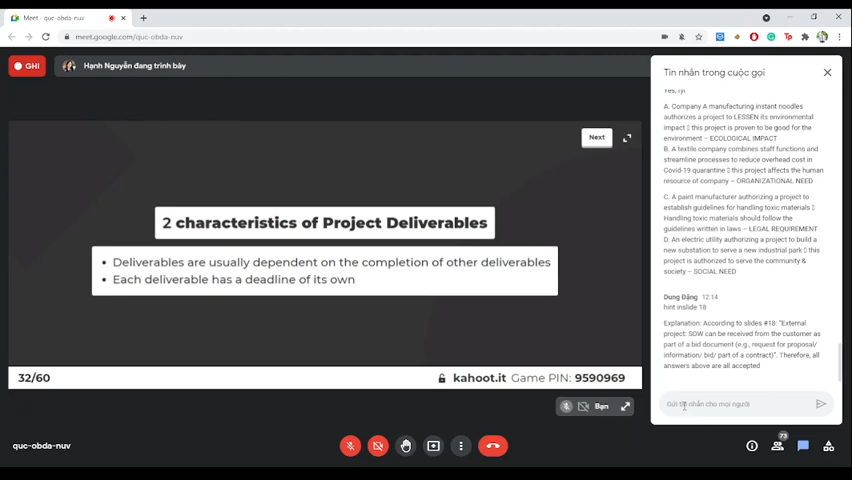 Meet - quc-obda-nuv
meet.google.com/quc-obda-nuv
GHI
Hạnh Nguyễn đang trình bày
Next
2 characteristics of Project Deliverables
• Deliverables are usually dependent on the completion of other deliverables
• Each deliverable has a deadline of its own
32/60
kahoot.it Game PIN: 9590969
Bạn
quc-obda-nuv
Tin nhắn trong cuộc gọi
A. Company A manufacturing instant noodles
authorizes a project to LESSEN its environmental
impact this project is proven to be good for the
environment – ECOLOGICAL IMPACT
B. A textile company combines staff functions and
streamline processes to reduce overhead cost in
Covid-19 quarantine this project affects the human
resource of company – ORGANIZATIONAL NEED
C. A paint manufacturer authorizing a project to
establish guidelines for handling toxic materials
Handling toxic materials should follow the
guidelines written in laws – LEGAL REQUIREMENT
D. An electric utility authorizing a project to build a
new substation to serve a new industrial park this
project is authorized to serve the community &
society – SOCIAL NEED
Dung Đặng 12:14
hint inslide 18
Explanation: According to slides #18: "External
project: SOW can be received from the customer as
part of a bid document (e.g., request for proposal/
information/ bid/ part of a contract)". Therefore, all
answers above are all accepted
Gửi tin nhắn cho mọi người
73